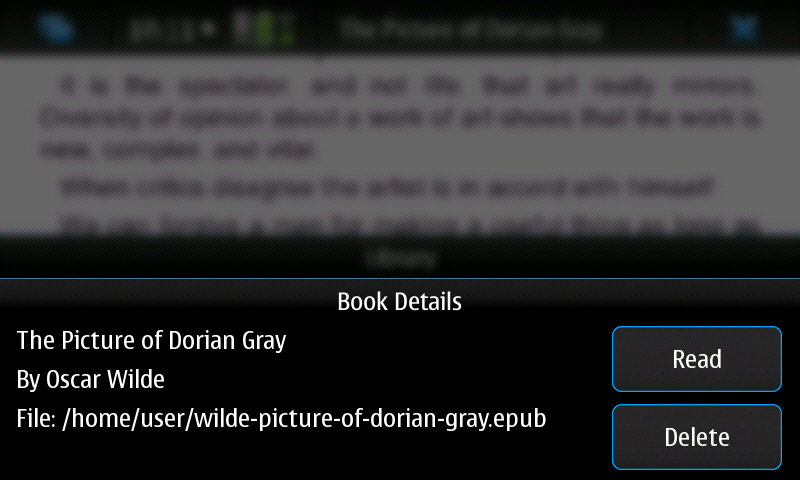 10:11
The Picture of Dorian Gray
It is the spectator, and not life, that art really mirrors.
Diversity of opinion about a work of art shows that the work is
new, complex, and vital.
When critics disagree the artist is in accord with himself.
We can forgive a man for making a useful thing as long as
Library
Book Details
The Picture of Dorian Gray
By Oscar Wilde
File: /home/user/wilde-picture-of-dorian-gray.epub
Read
Delete